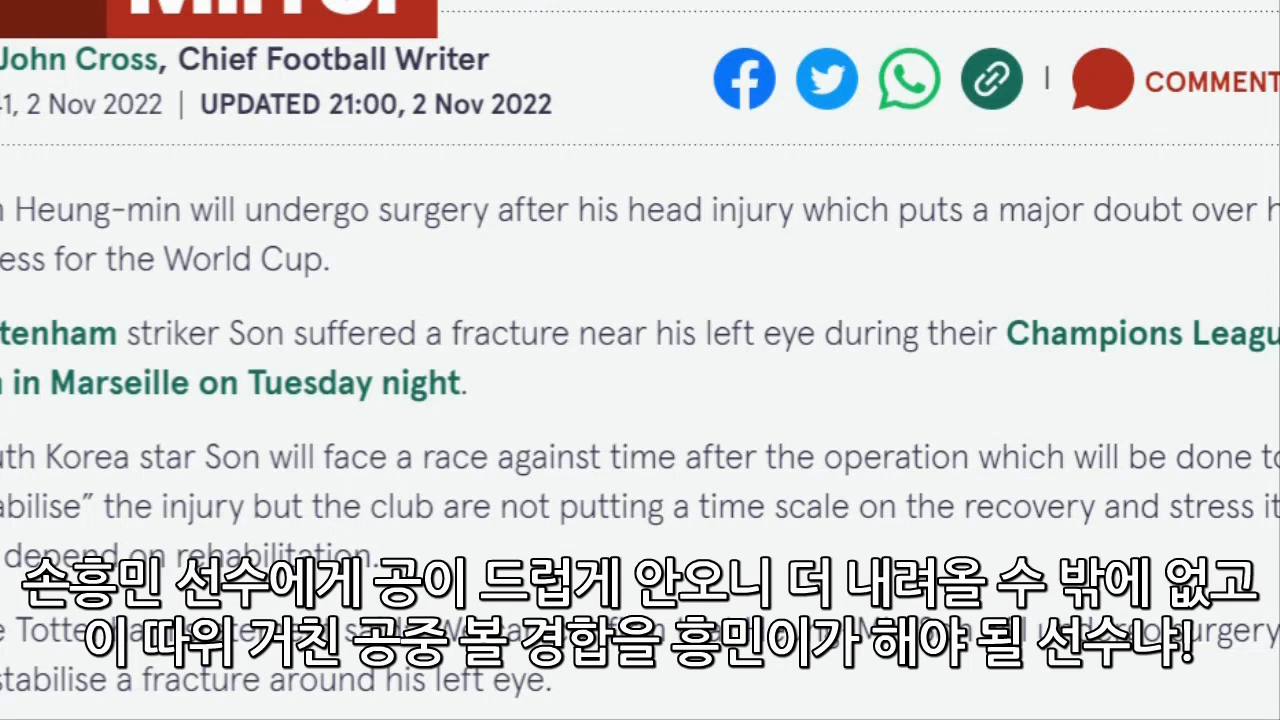 Mirror
John Cross, Chief Football Writer
41, 2 Nov 2022 | UPDATED 21:00, 2 Nov 2022
COMMENT
Heung-min will undergo surgery after his head injury which puts a major doubt over h
ess for the World Cup.
tenham striker Son suffered a fracture near his left eye during their Champions Leagu
in Marseille on Tuesday night.
uth Korea star Son will face a race against time after the operation which will be done to
abilise” the injury but the club are not putting a time scale on the recovery and stress it
depend on rehabilitation.
손흥민 선수에게 공이 드럽게 안오니 더 내려올 수 밖에 없고
이 따위 거친 공중 볼 경합을 흥민이가 해야 될 선수냐!
surgery
stabilise a fracture around his left eye.